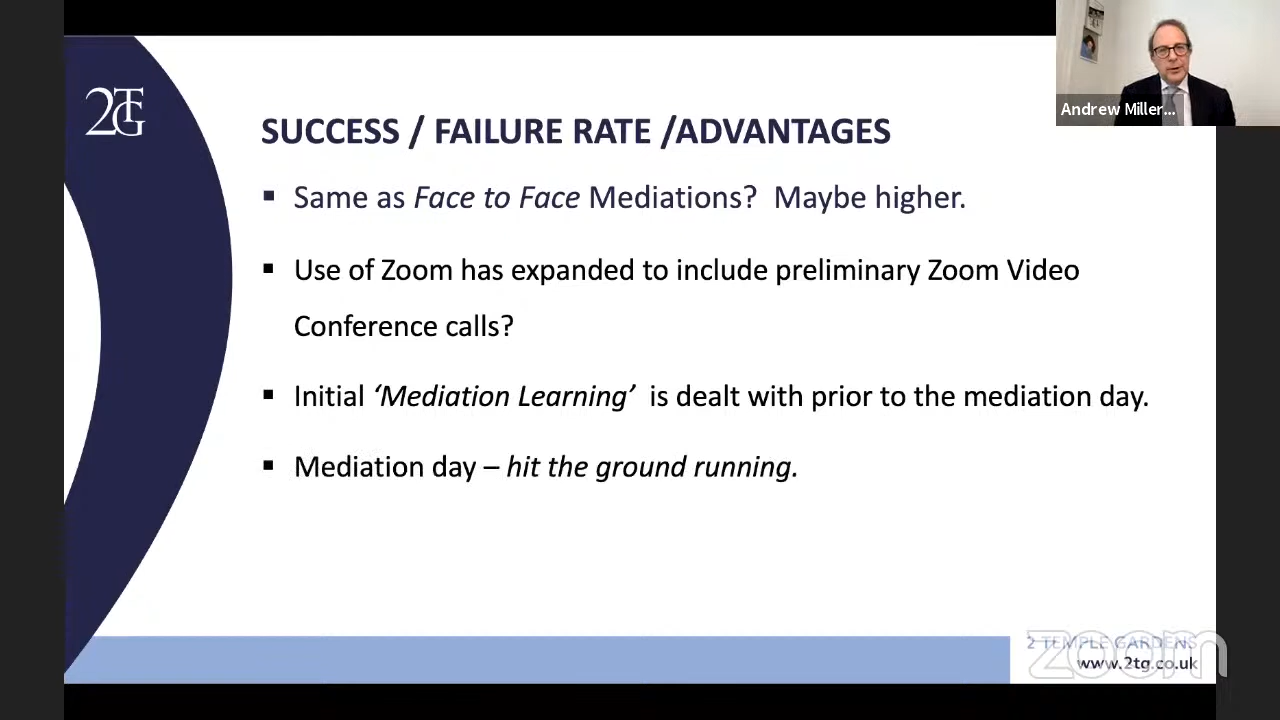 2TG
Andrew Miller...
SUCCESS / FAILURE RATE /ADVANTAGES
▪ Same as Face to Face Mediations? Maybe higher.
▪ Use of Zoom has expanded to include preliminary Zoom Video
Conference calls?
▪ Initial ‘Mediation Learning’ is dealt with prior to the mediation day.
▪ Mediation day – hit the ground running.
2 TEMPLE GARDENS
www.2tg.co.uk
zoom